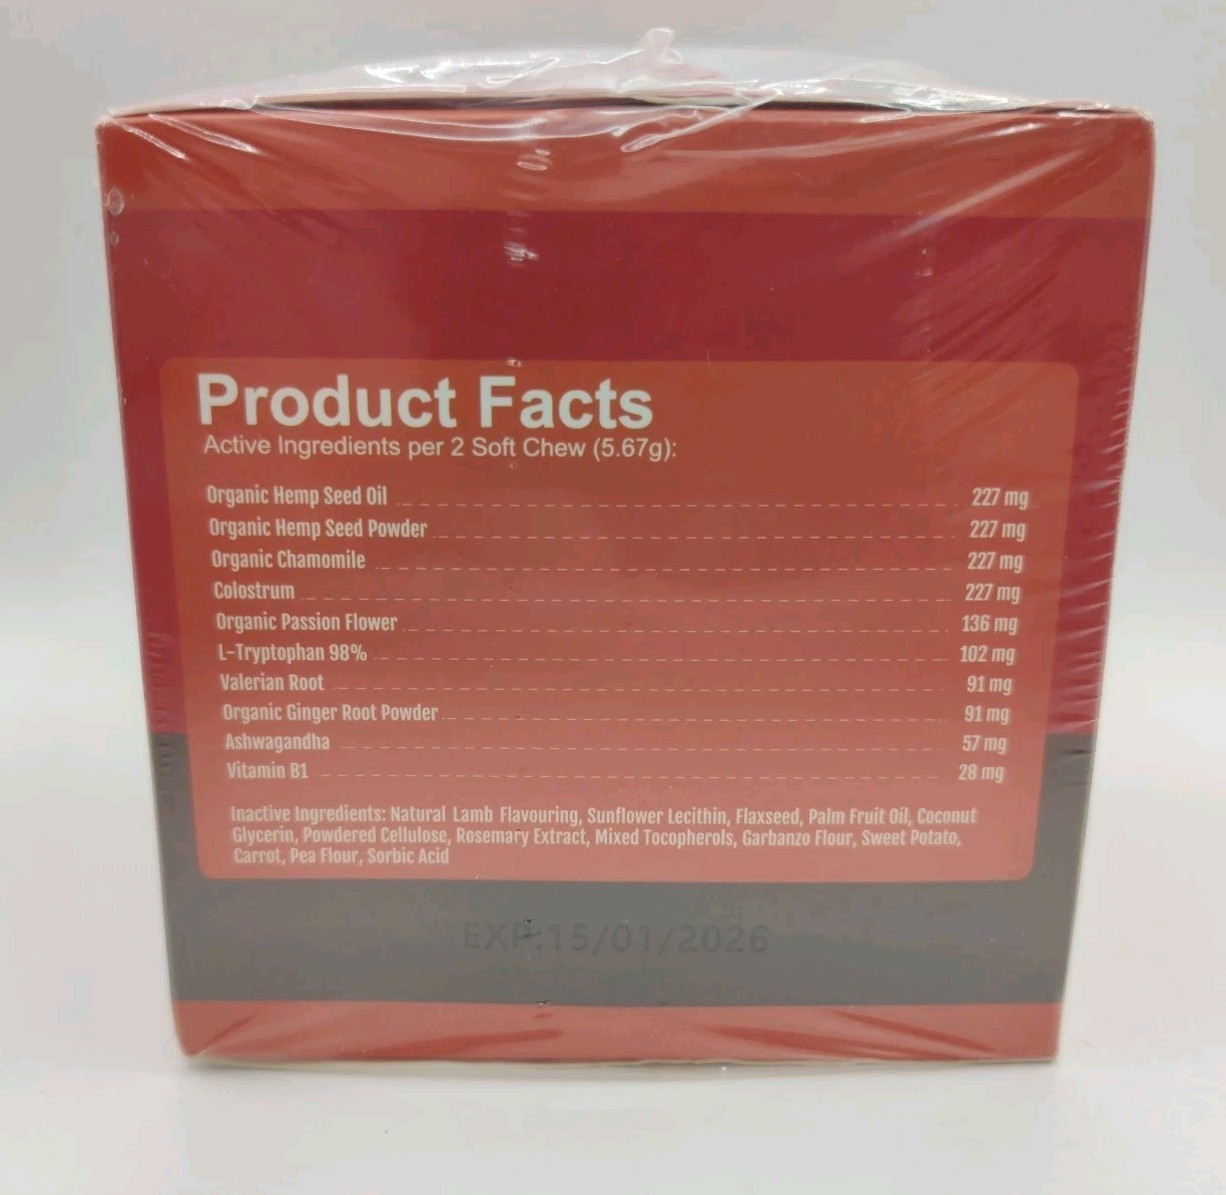 Product Facts
Active Ingredients per 2 Soft Chew (5.67g):
Organic Hemp Seed Oil 227 mg
Organic Hemp Seed Powder 227 mg
Organic Chamomile 227 mg
Colostrum 227 mg
Organic Passion Flower 136 mg
L-Tryptophan 98% 102 mg
Valerian Root 91 mg
Organic Ginger Root Powder 91 mg
Ashwagandha 57 mg
Vitamin B1 28 mg
Inactive Ingredients: Natural Lamb Flavouring, Sunflower Lecithin, Flaxseed, Palm Fruit Oil, Coconut
Glycerin, Powdered Cellulose, Rosemary Extract, Mixed Tocopherols, Garbanzo Flour, Sweet Potato,
Carrot, Pea Flour, Sorbic Acid
EXP.15/01/2026